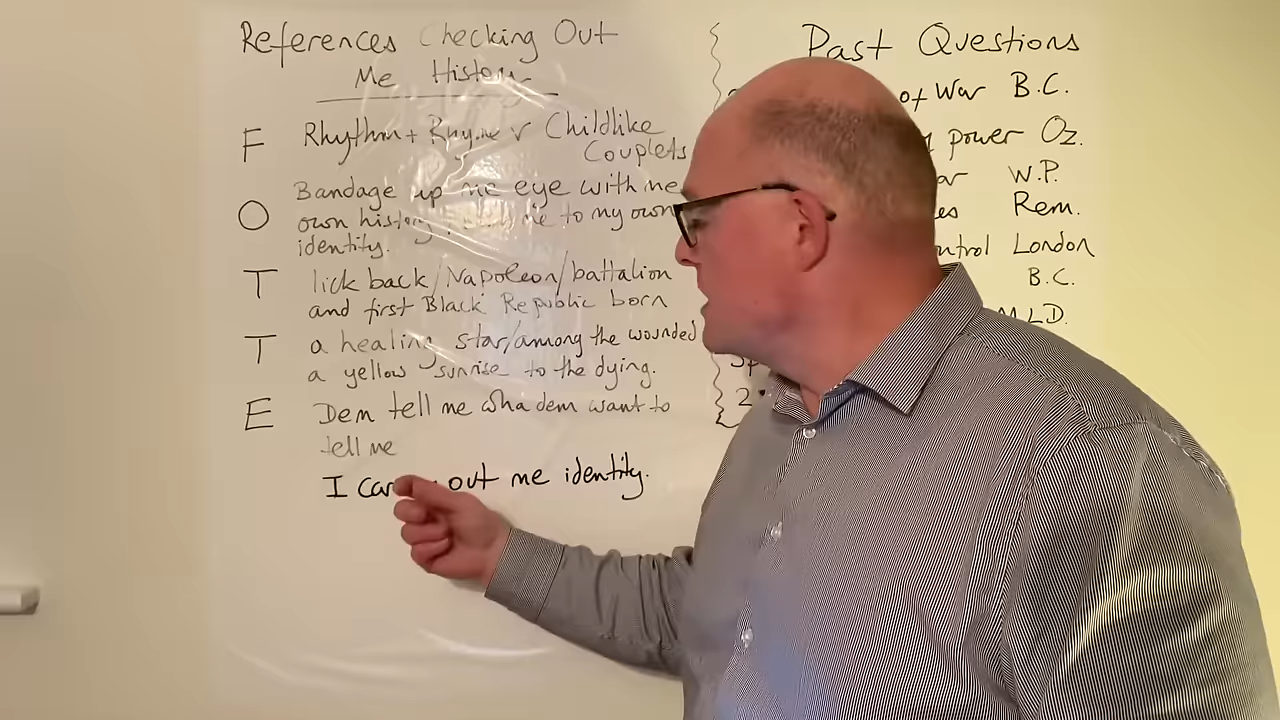 References Checking Out
Me History
F Rhythm + Rhyme v Childlike
Couplets
Bandage up me eye with me
O own history, to my own
identity.
T lick back/Napoleon/battalion
and first Black Republic born
T a healing star/among the wounded
a yellow sunrise to the dying.
E Dem tell me wha dem want to
tell me
I out me identity.
Past Questions
of War B.C.
power Oz.
W.P.
Rem.
London
B.C.
MLD.
2